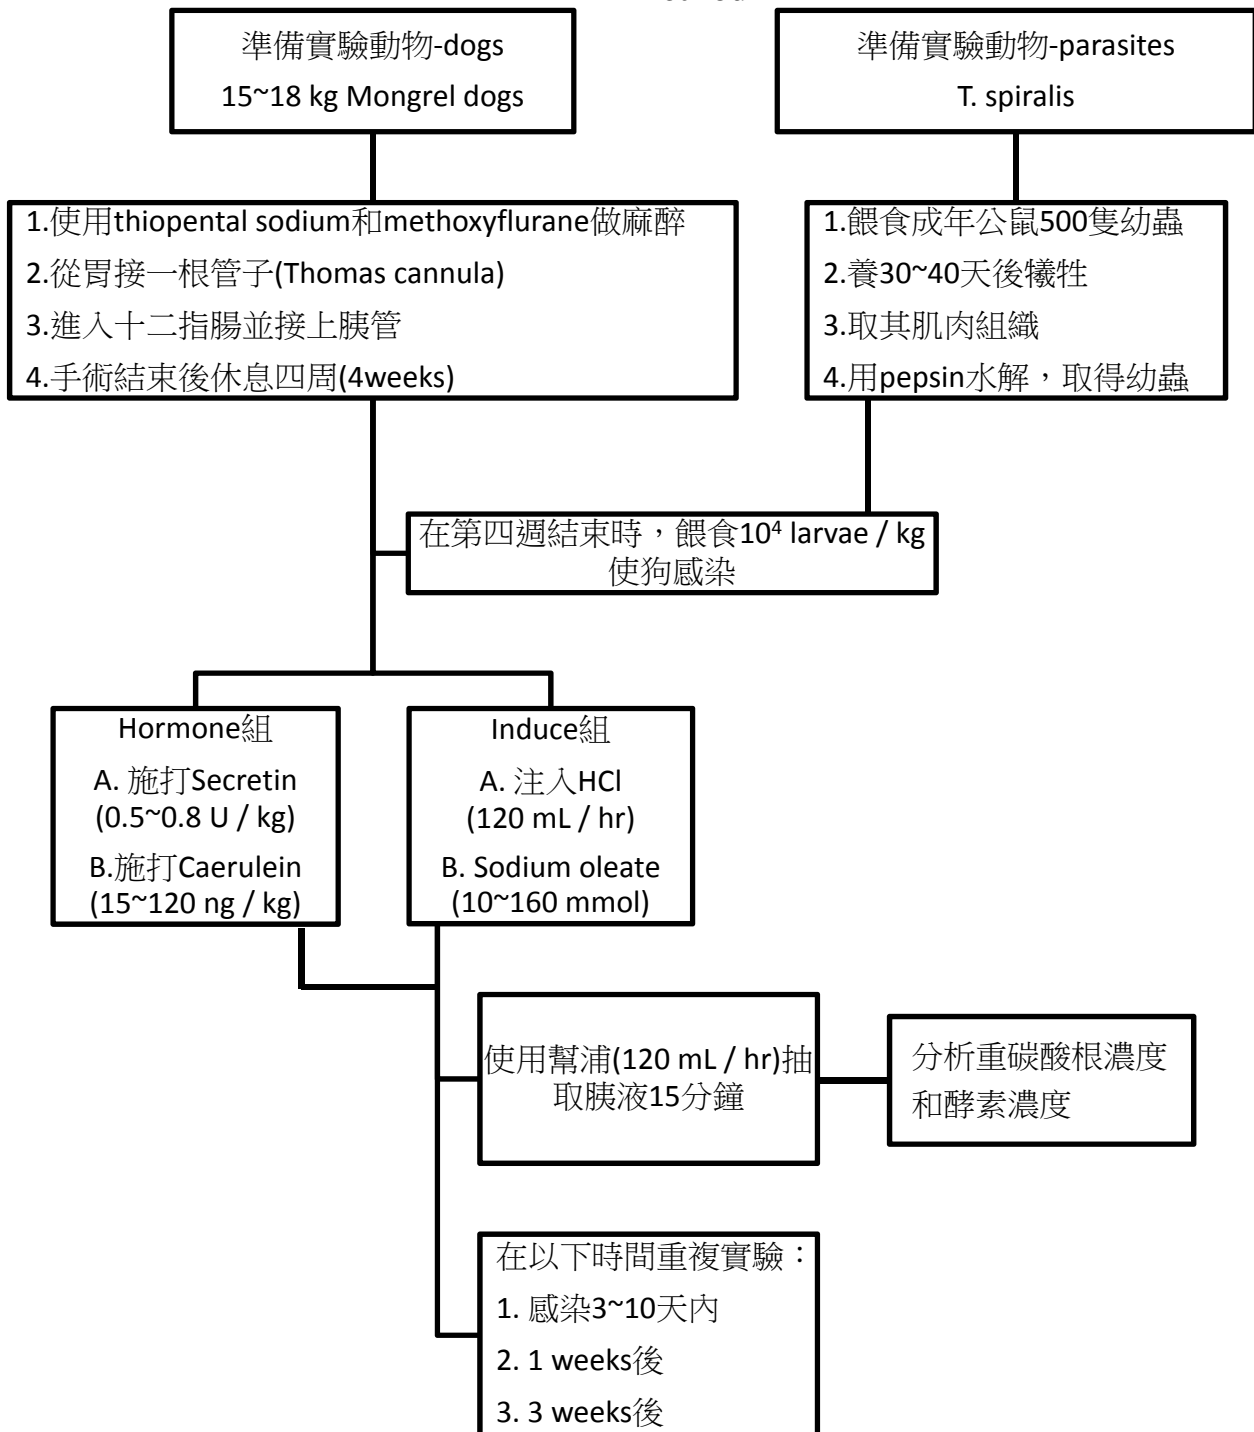 準備實驗動物-dogs
15~18 kg Mongrel dogs
準備實驗動物-parasites
T. spiralis
1.使用thiopental sodium和methoxyflurane做麻醉
2.從胃接一根管子(Thomas cannula)
3.進入十二指腸並接上胰管
4.手術結束後休息四周(4weeks)
1.餵食成年公鼠500隻幼蟲
2.養30~40天後犧牲
3.取其肌肉組織
4.用pepsin水解，取得幼蟲
在第四週結束時，餵食10⁴ larvae / kg
使狗感染
Hormone組
A. 施打Secretin
(0.5~0.8 U / kg)
B.施打Caerulein
(15~120 ng / kg)
Induce組
A. 注入HCl
(120 mL / hr)
B. Sodium oleate
(10~160 mmol)
使用幫浦(120 mL / hr)抽
取胰液15分鐘
分析重碳酸根濃度
和酵素濃度
在以下時間重複實驗：
1. 感染3~10天內
2. 1 weeks後
3. 3 weeks後